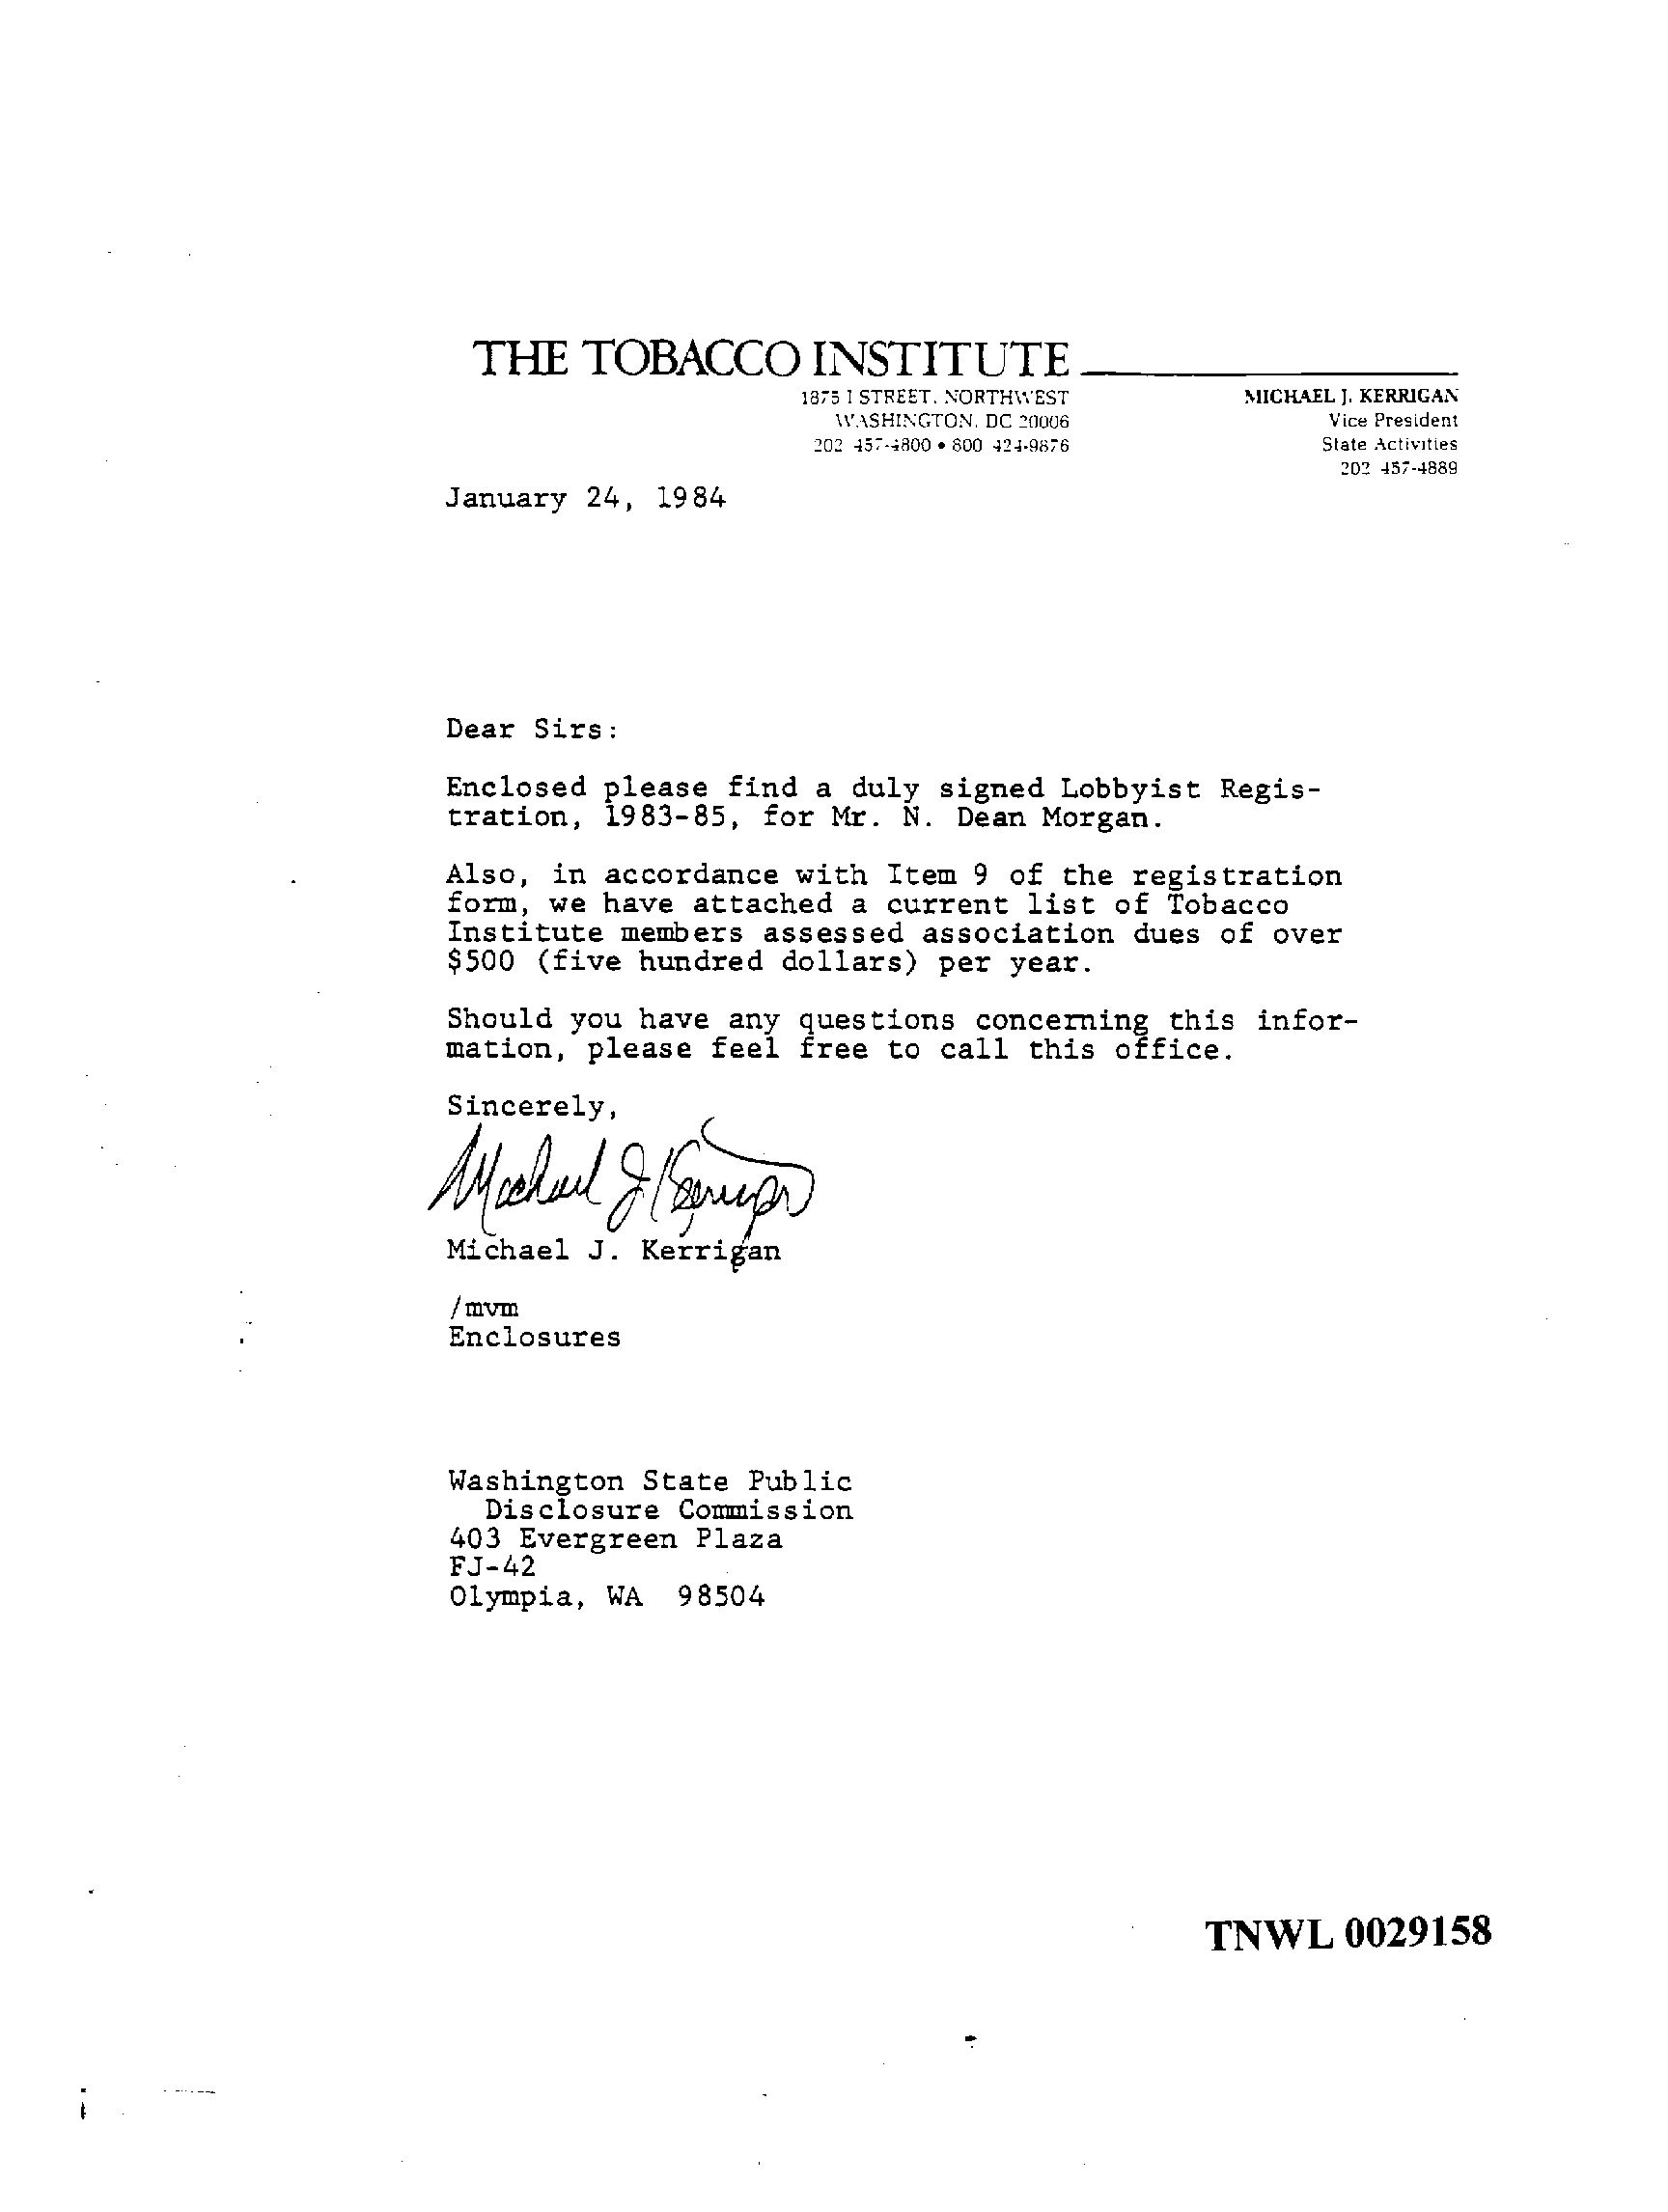 THE TOBACCO INSTITUTE
1875 I STREET, NORTHWEST
WASHINGTON, DC 20006
202 457-4800 • 800 424-9876
MICHAEL J. KERRIGAN
Vice President
State Activities
202 457-4889
January 24, 1984
Dear Sirs:
Enclosed please find a duly signed Lobbyist Regis-
tration, 1983-85, for Mr. N. Dean Morgan.
Also, in accordance with Item 9 of the registration
form, we have attached a current list of Tobacco
Institute members assessed association dues of over
$500 (five hundred dollars) per year.
Should you have any questions concerning this infor-
mation, please feel free to call this office.
Sincerely,
Michael J Kerrigan
Michael J. Kerrigan
/mvm
Enclosures
Washington State Public
Disclosure Commission
403 Evergreen Plaza
FJ-42
Olympia, WA 98504
TNWL 0029158